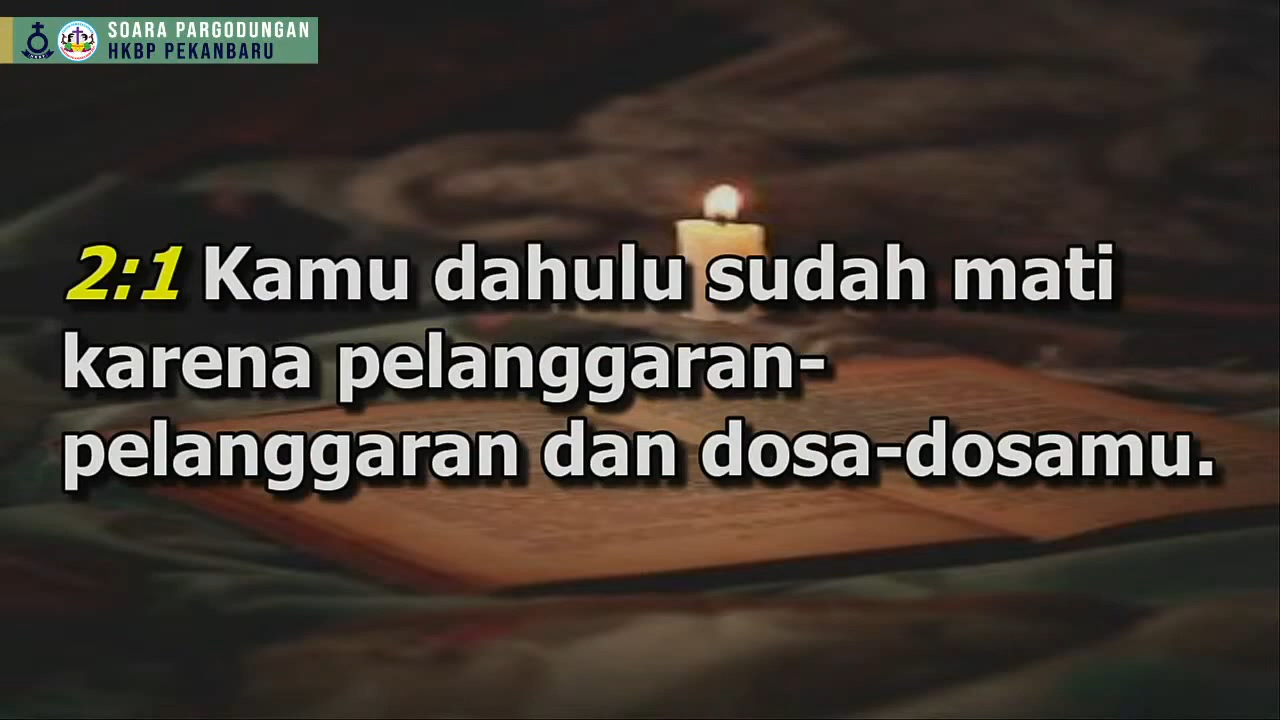 SOARA PARGODUNGAN
HKBP PEKANBARU
2:1 Kamu dahulu sudah mati
karena pelanggaran-
pelanggaran dan dosa-dosamu.